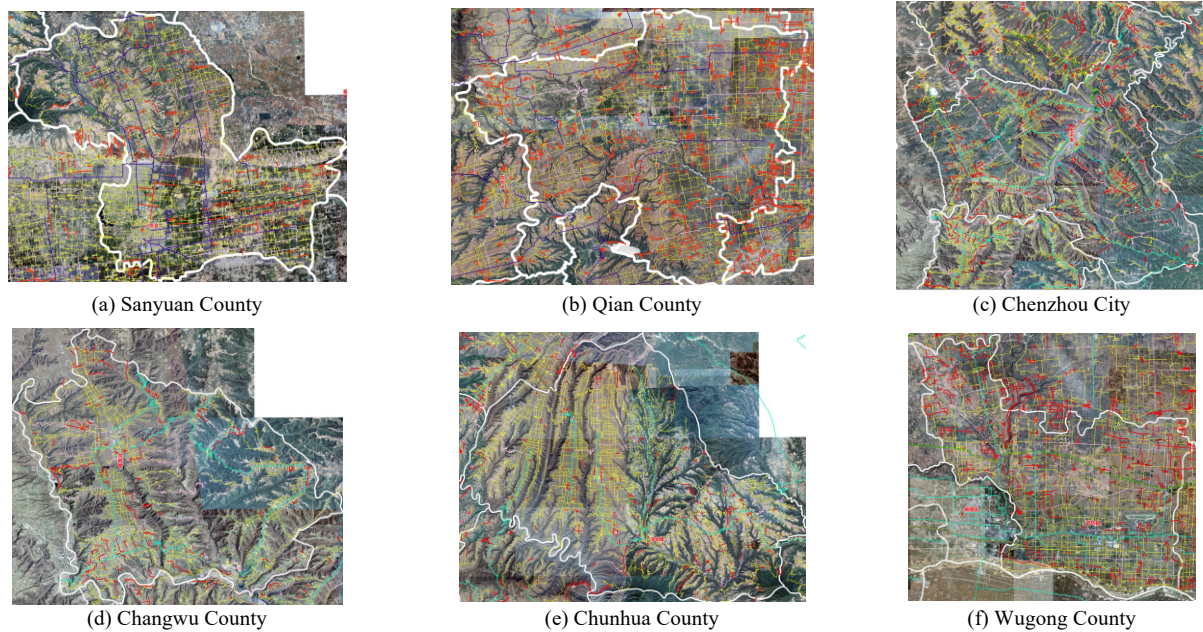 (a) Sanyuan County
(b) Qian County
(c) Chenzhou City
(d) Changwu County
(e) Chunhua County
(f) Wugong County